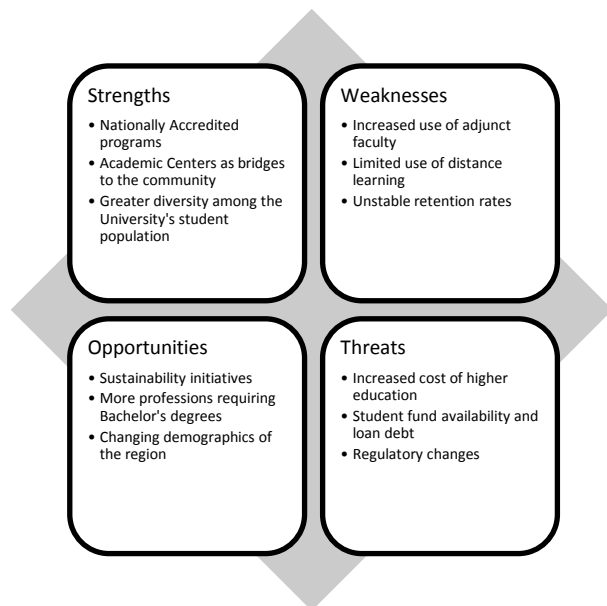 Strengths
• Nationally Accredited
programs
• Academic Centers as bridges
to the community
• Greater diversity among the
University's student
population
Weaknesses
• Increased use of adjunct
faculty
• Limited use of distance
learning
• Unstable retention rates
Opportunities
• Sustainability initiatives
• More professions requiring
Bachelor's degrees
• Changing demographics of
the region
Threats
• Increased cost of higher
education
• Student fund availability and
loan debt
• Regulatory changes